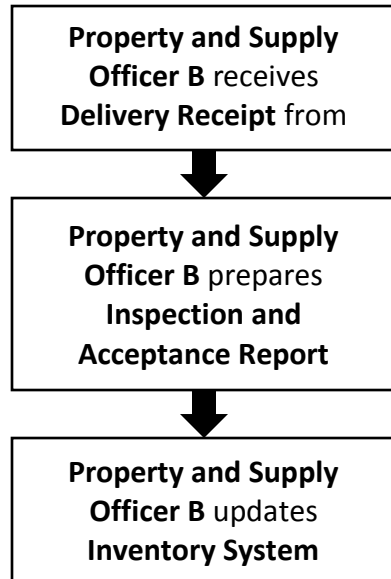 Property and Supply
Officer B receives
Delivery Receipt from
Property and Supply
Officer B prepares
Inspection and
Acceptance Report
Property and Supply
Officer B updates
Inventory System